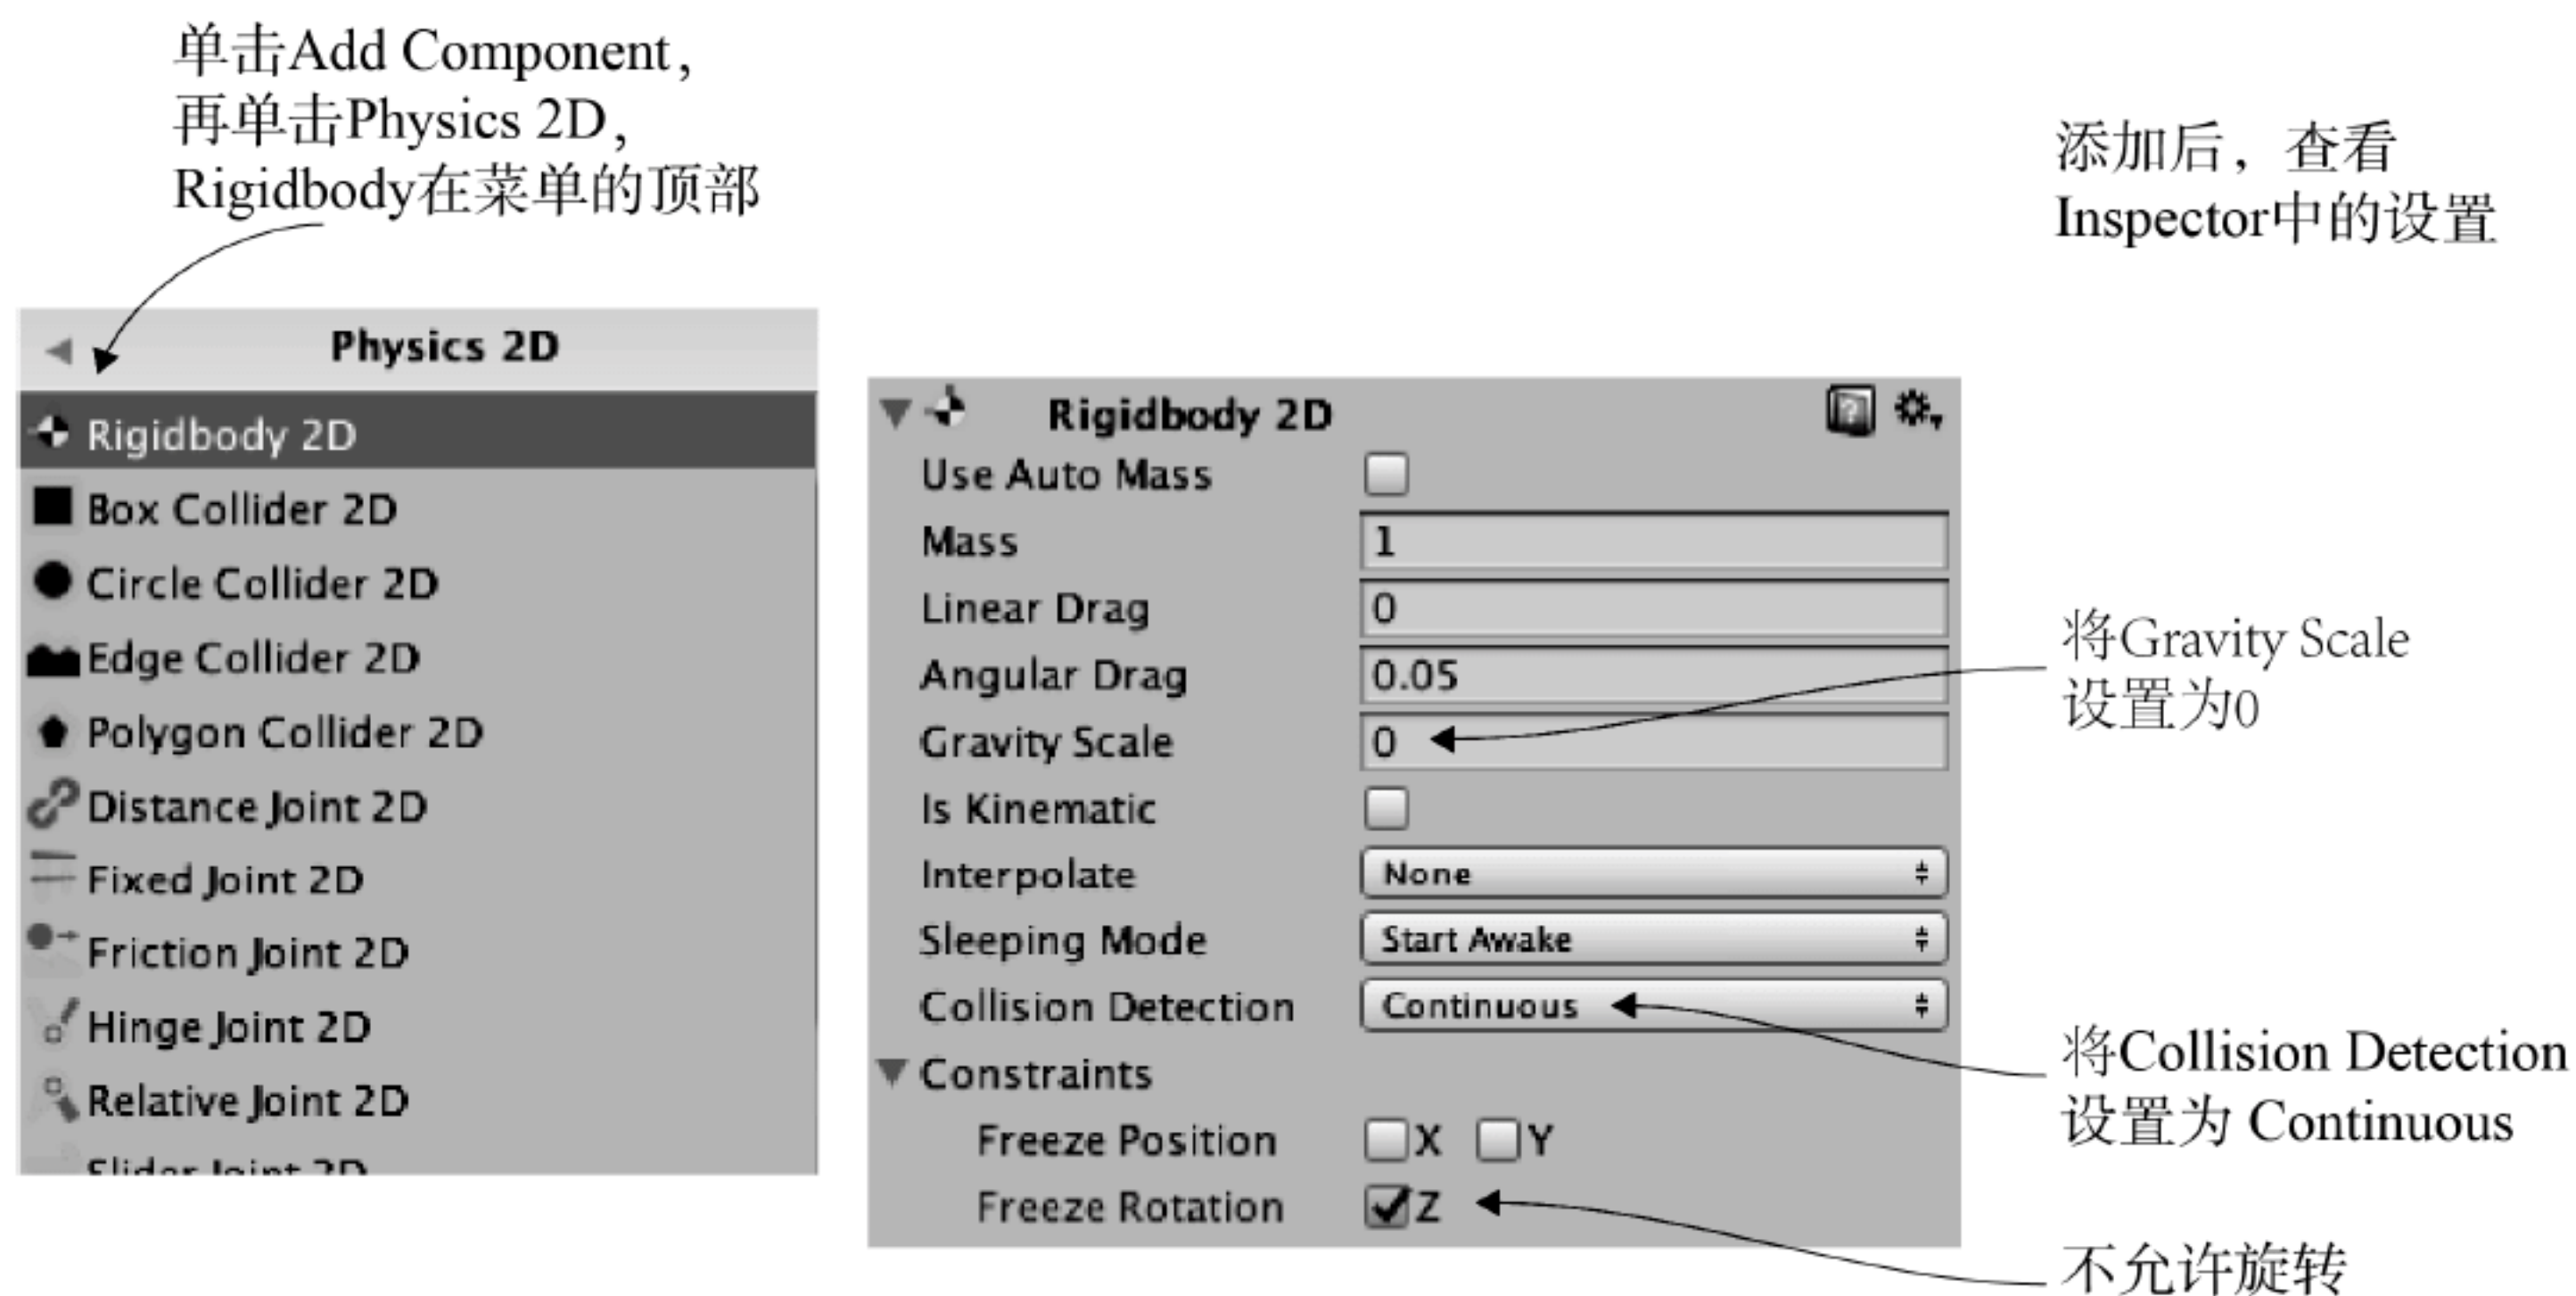 单击Add Component，
再单击Physics 2D，
Rigidbody在菜单的顶部
添加后，查看
Inspector中的设置
Physics 2D
Rigidbody 2D
Box Collider 2D
Circle Collider 2D
Edge Collider 2D
Polygon Collider 2D
Distance Joint 2D
Fixed Joint 2D
Friction Joint 2D
Hinge Joint 2D
Relative Joint 2D
Slider Joint 2D
Rigidbody 2D
Use Auto Mass
Mass 1
Linear Drag 0
Angular Drag 0.05
Gravity Scale 0
Is Kinematic
Interpolate None
Sleeping Mode Start Awake
Collision Detection Continuous
Constraints
Freeze Position X Y
Freeze Rotation Z
将Gravity Scale
设置为0
将Collision Detection
设置为 Continuous
不允许旋转